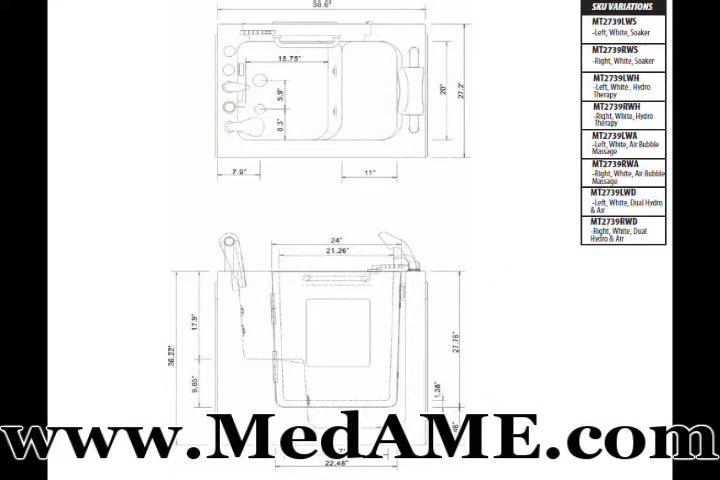 38.6"
SKU VARIATIONS
MT2739LWS
-Left, White, Soaker
MT2739RWS
-Right, White, Soaker
MT2739LWH
-Left, White, Hydro
Therapy
MT2739RWH
-Right, White, Hydro
Therapy
MT2739LWA
-Left, White, Air Bubble
Massage
MT2739RWA
-Right, White, Air Bubble
Massage
MT2739LWD
-Left, White, Dual Hydro
& Air
MT2739RWD
-Right, White, Dual
Hydro & Air
15.75"
5.9"
6.3"
20"
27.2"
7.9"
11"
24"
21.26"
17.9"
36.22"
9.85"
27.76"
1.38"
www.MedAME.com
22.48"